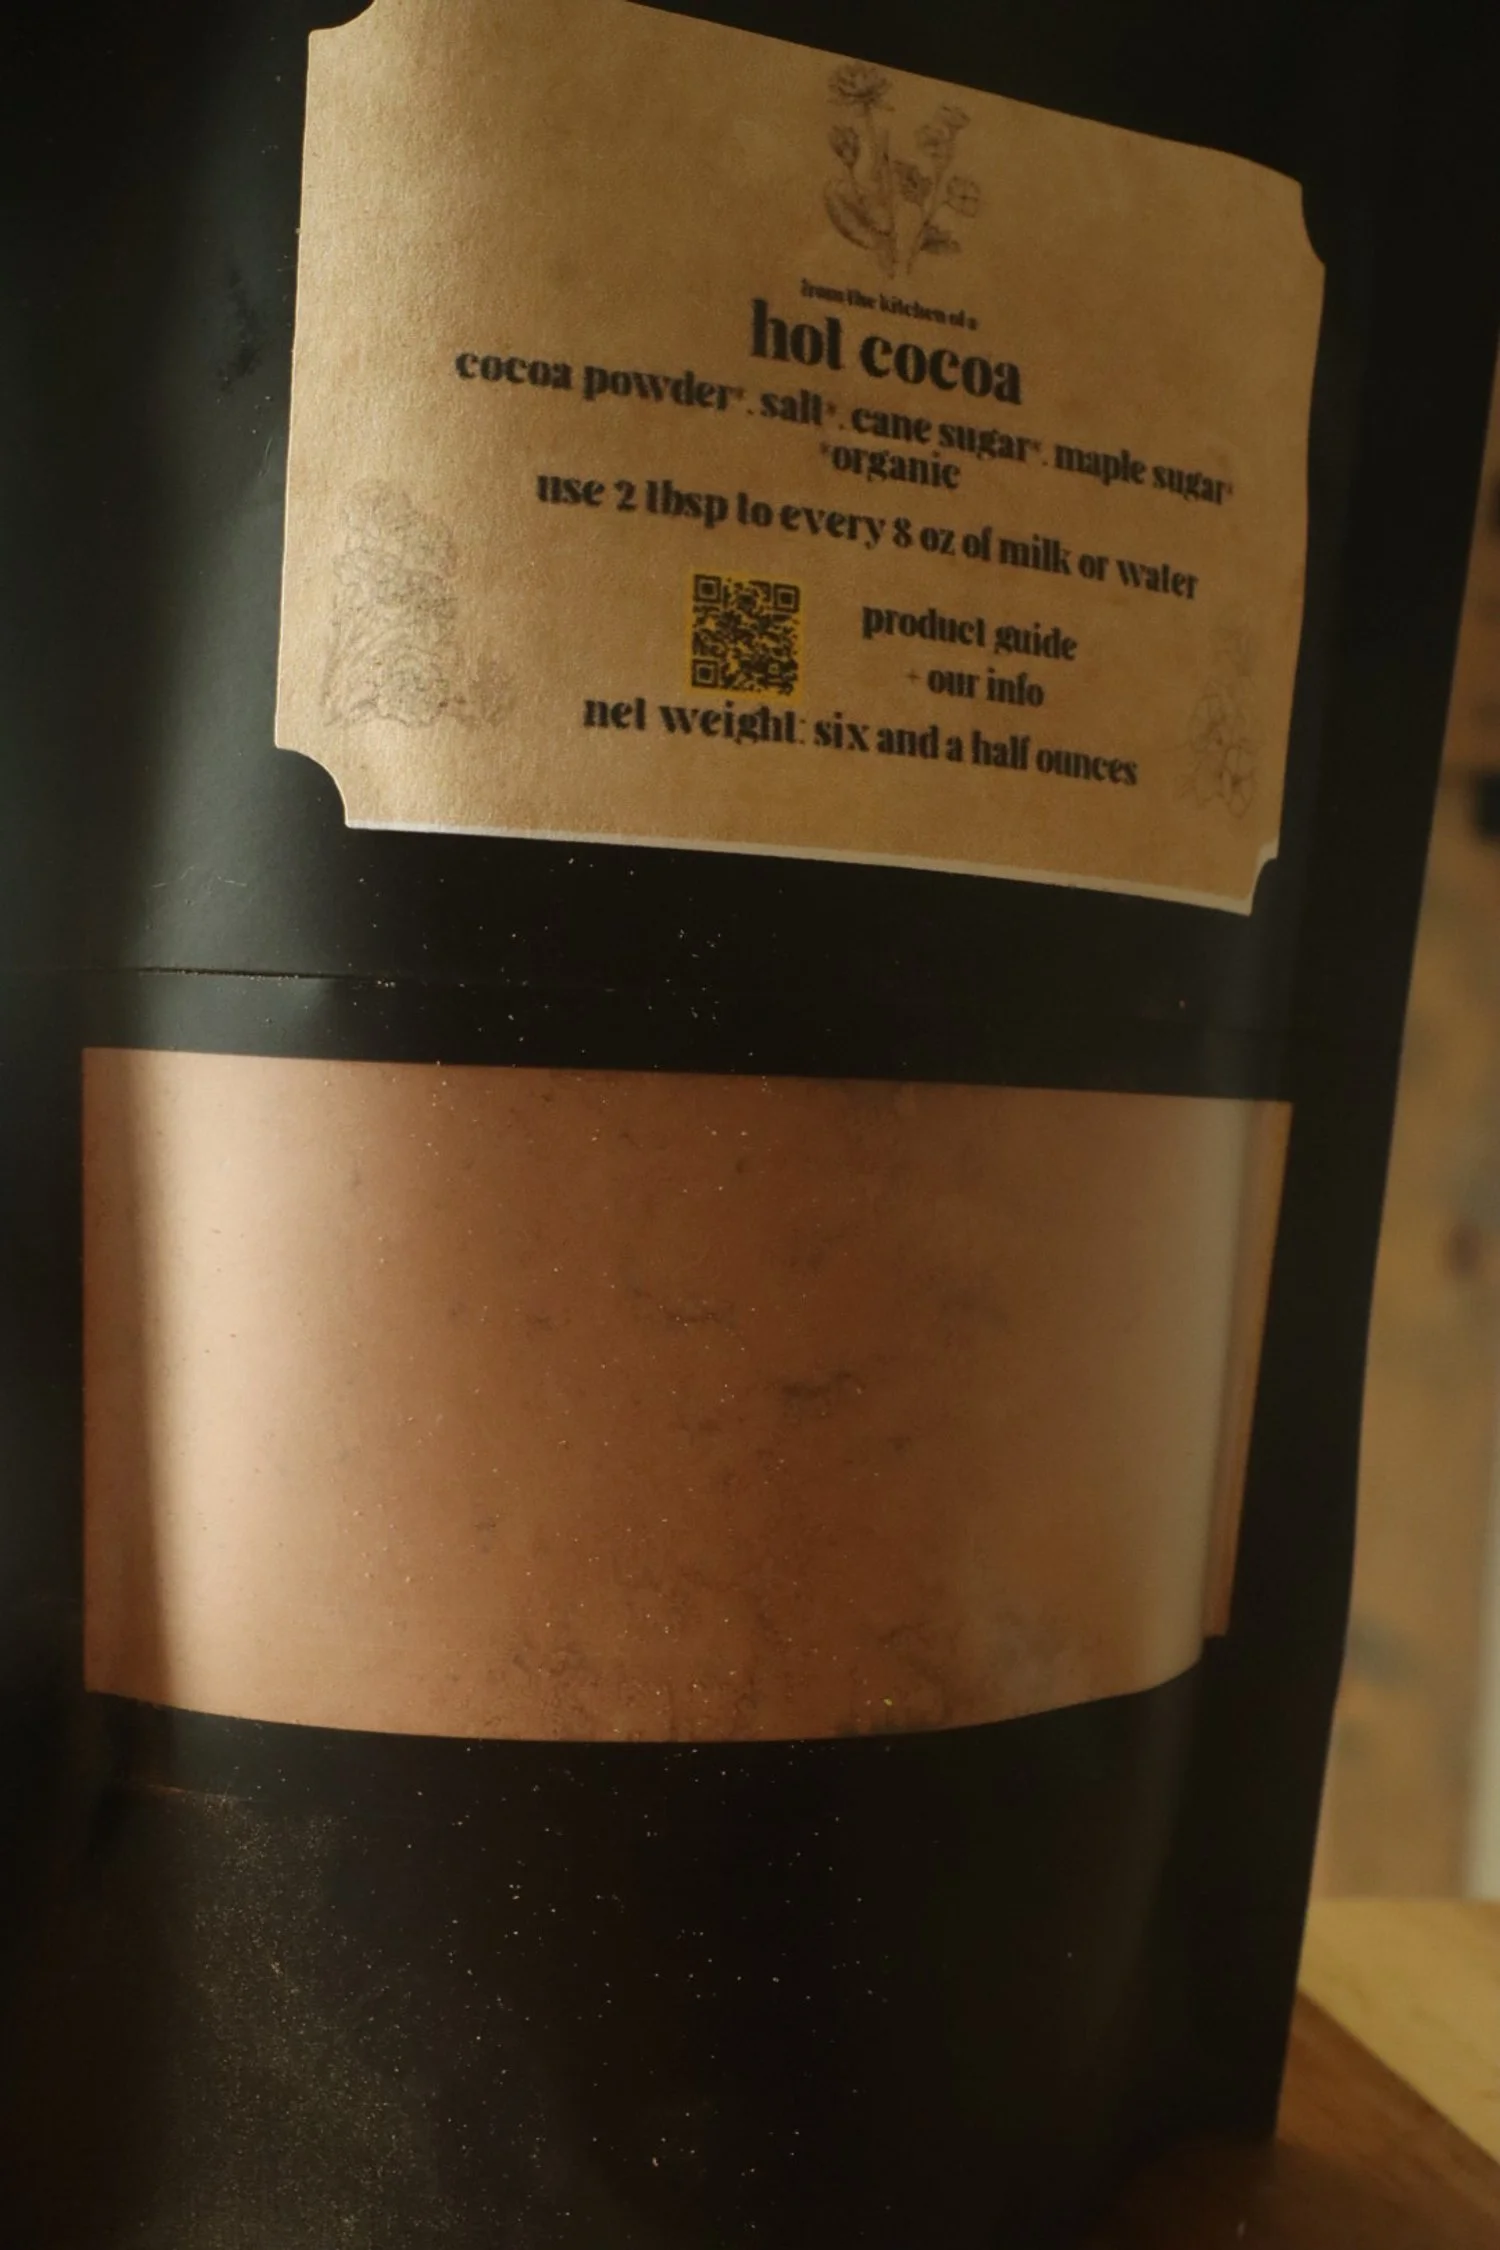 from the kitchen of a
hot cocoa
cocoa powder*. salt*. cane sugar*. maple sugar*
*organic
use 2 tbsp to every 8 oz of milk or water
product guide
+ our info
net weight: six and a half ounces